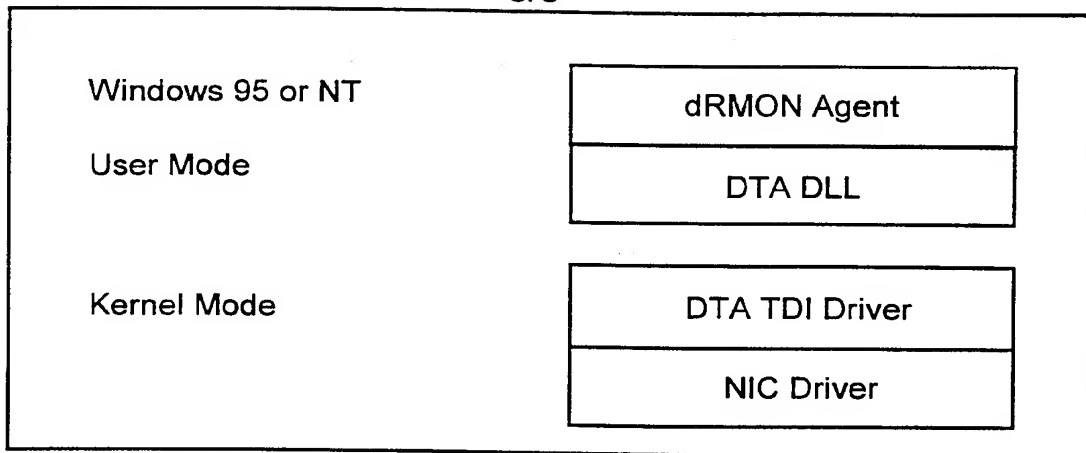 Windows 95 or NT
dRMON Agent
User Mode
DTA DLL
Kernel Mode
DTA TDI Driver
NIC Driver